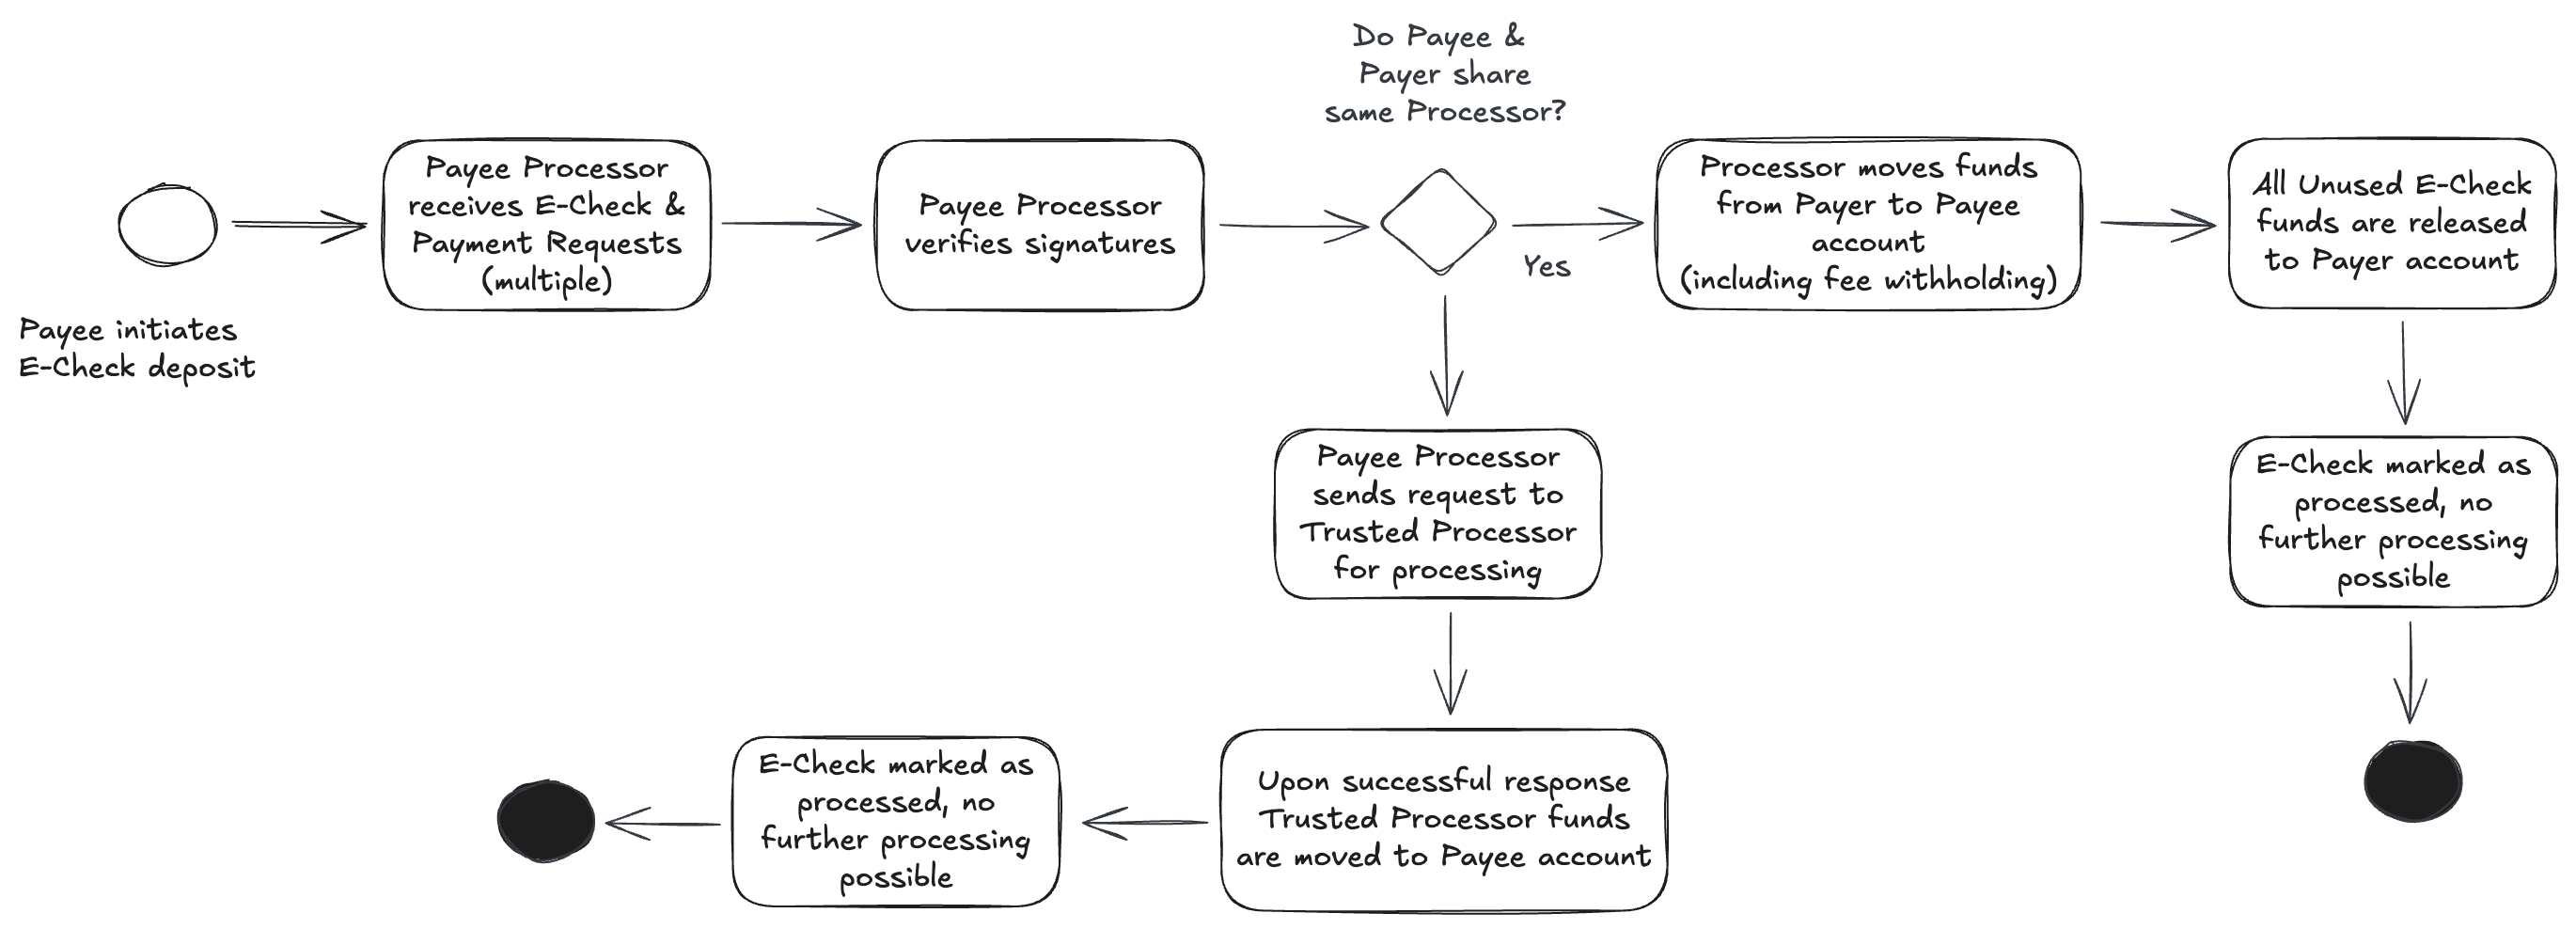 Do Payee &
Payer share
same Processor?
Payee initiates
E-Check deposit
Payee Processor
receives E-Check &
Payment Requests
(multiple)
Payee Processor
verifies signatures
Yes
Processor moves funds
from Payer to Payee
account
(including fee withholding)
All Unused E-Check
funds are released
to Payer account
E-Check marked as
processed, no
further processing
possible
Payee Processor
sends request to
Trusted Processor
for processing
Upon successful response
Trusted Processor funds
are moved to Payee account
E-Check marked as
processed, no
further processing
possible